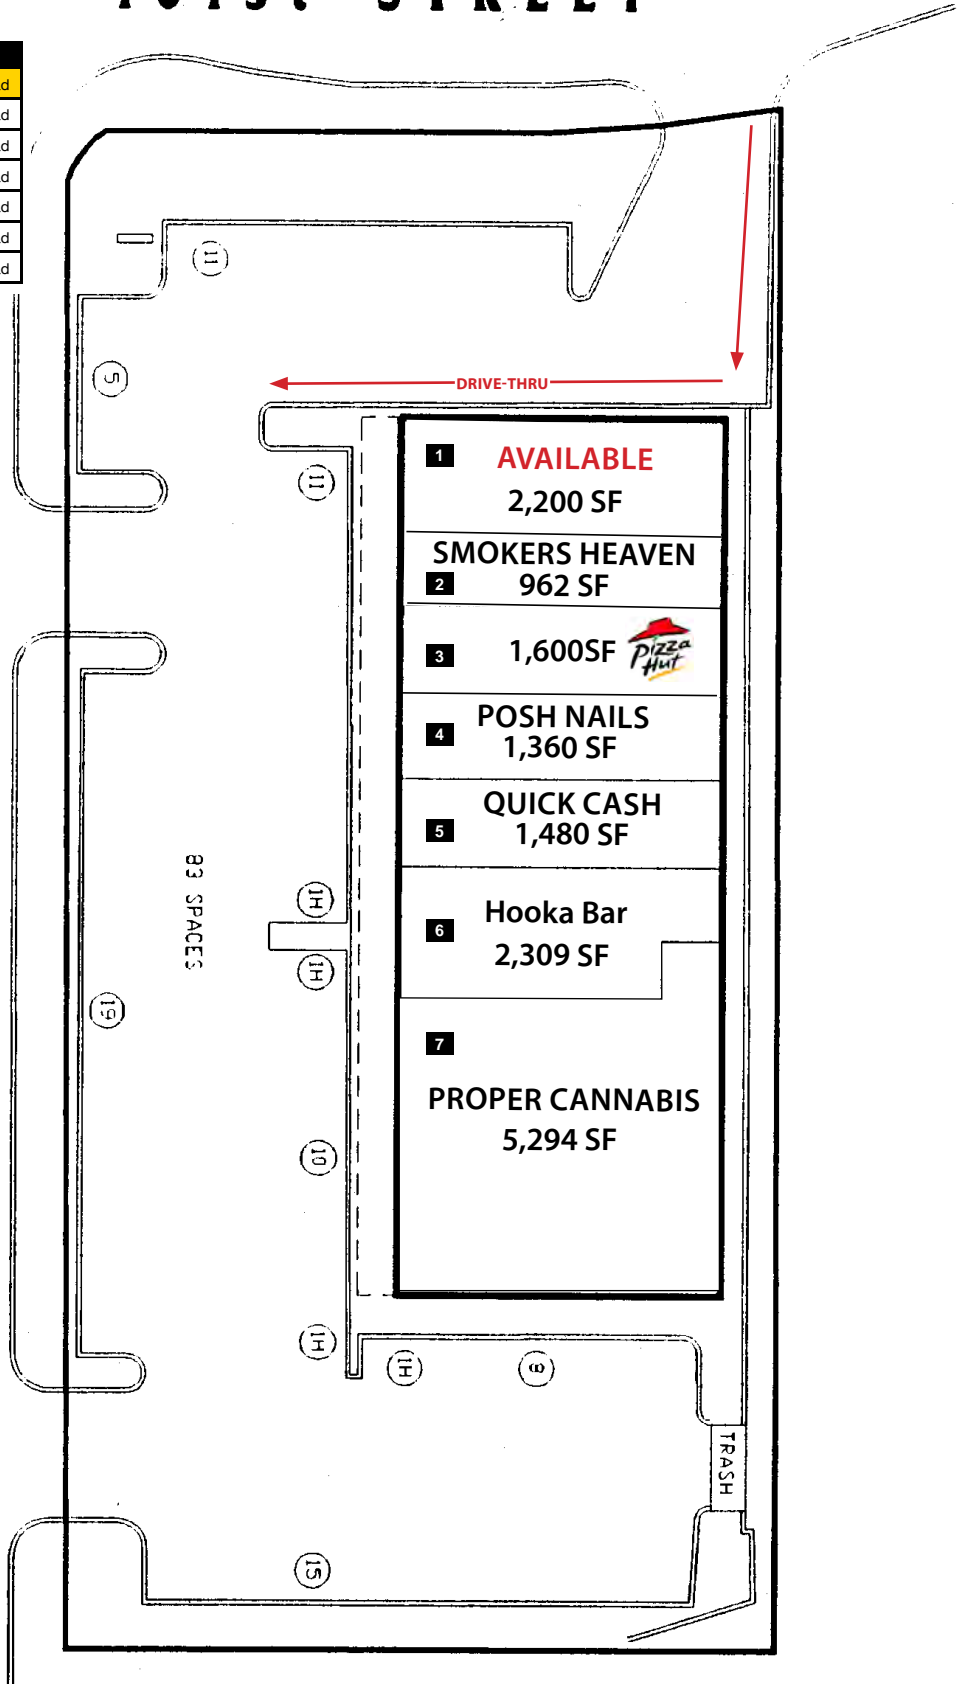 STREET
d
d
d
d
d
d
d
11
5
DRIVE-THRU
11
1
AVAILABLE
2,200 SF
SMOKERS HEAVEN
2
962 SF
3
1,600SF
Pizza
Hut
4
POSH NAILS
1,360 SF
QUICK CASH
5
1,480 SF
83 SPACES
1H
6
Hooka Bar
2,309 SF
1H
19
7
PROPER CANNABIS
5,294 SF
10
1H
1H
8
TRASH
15